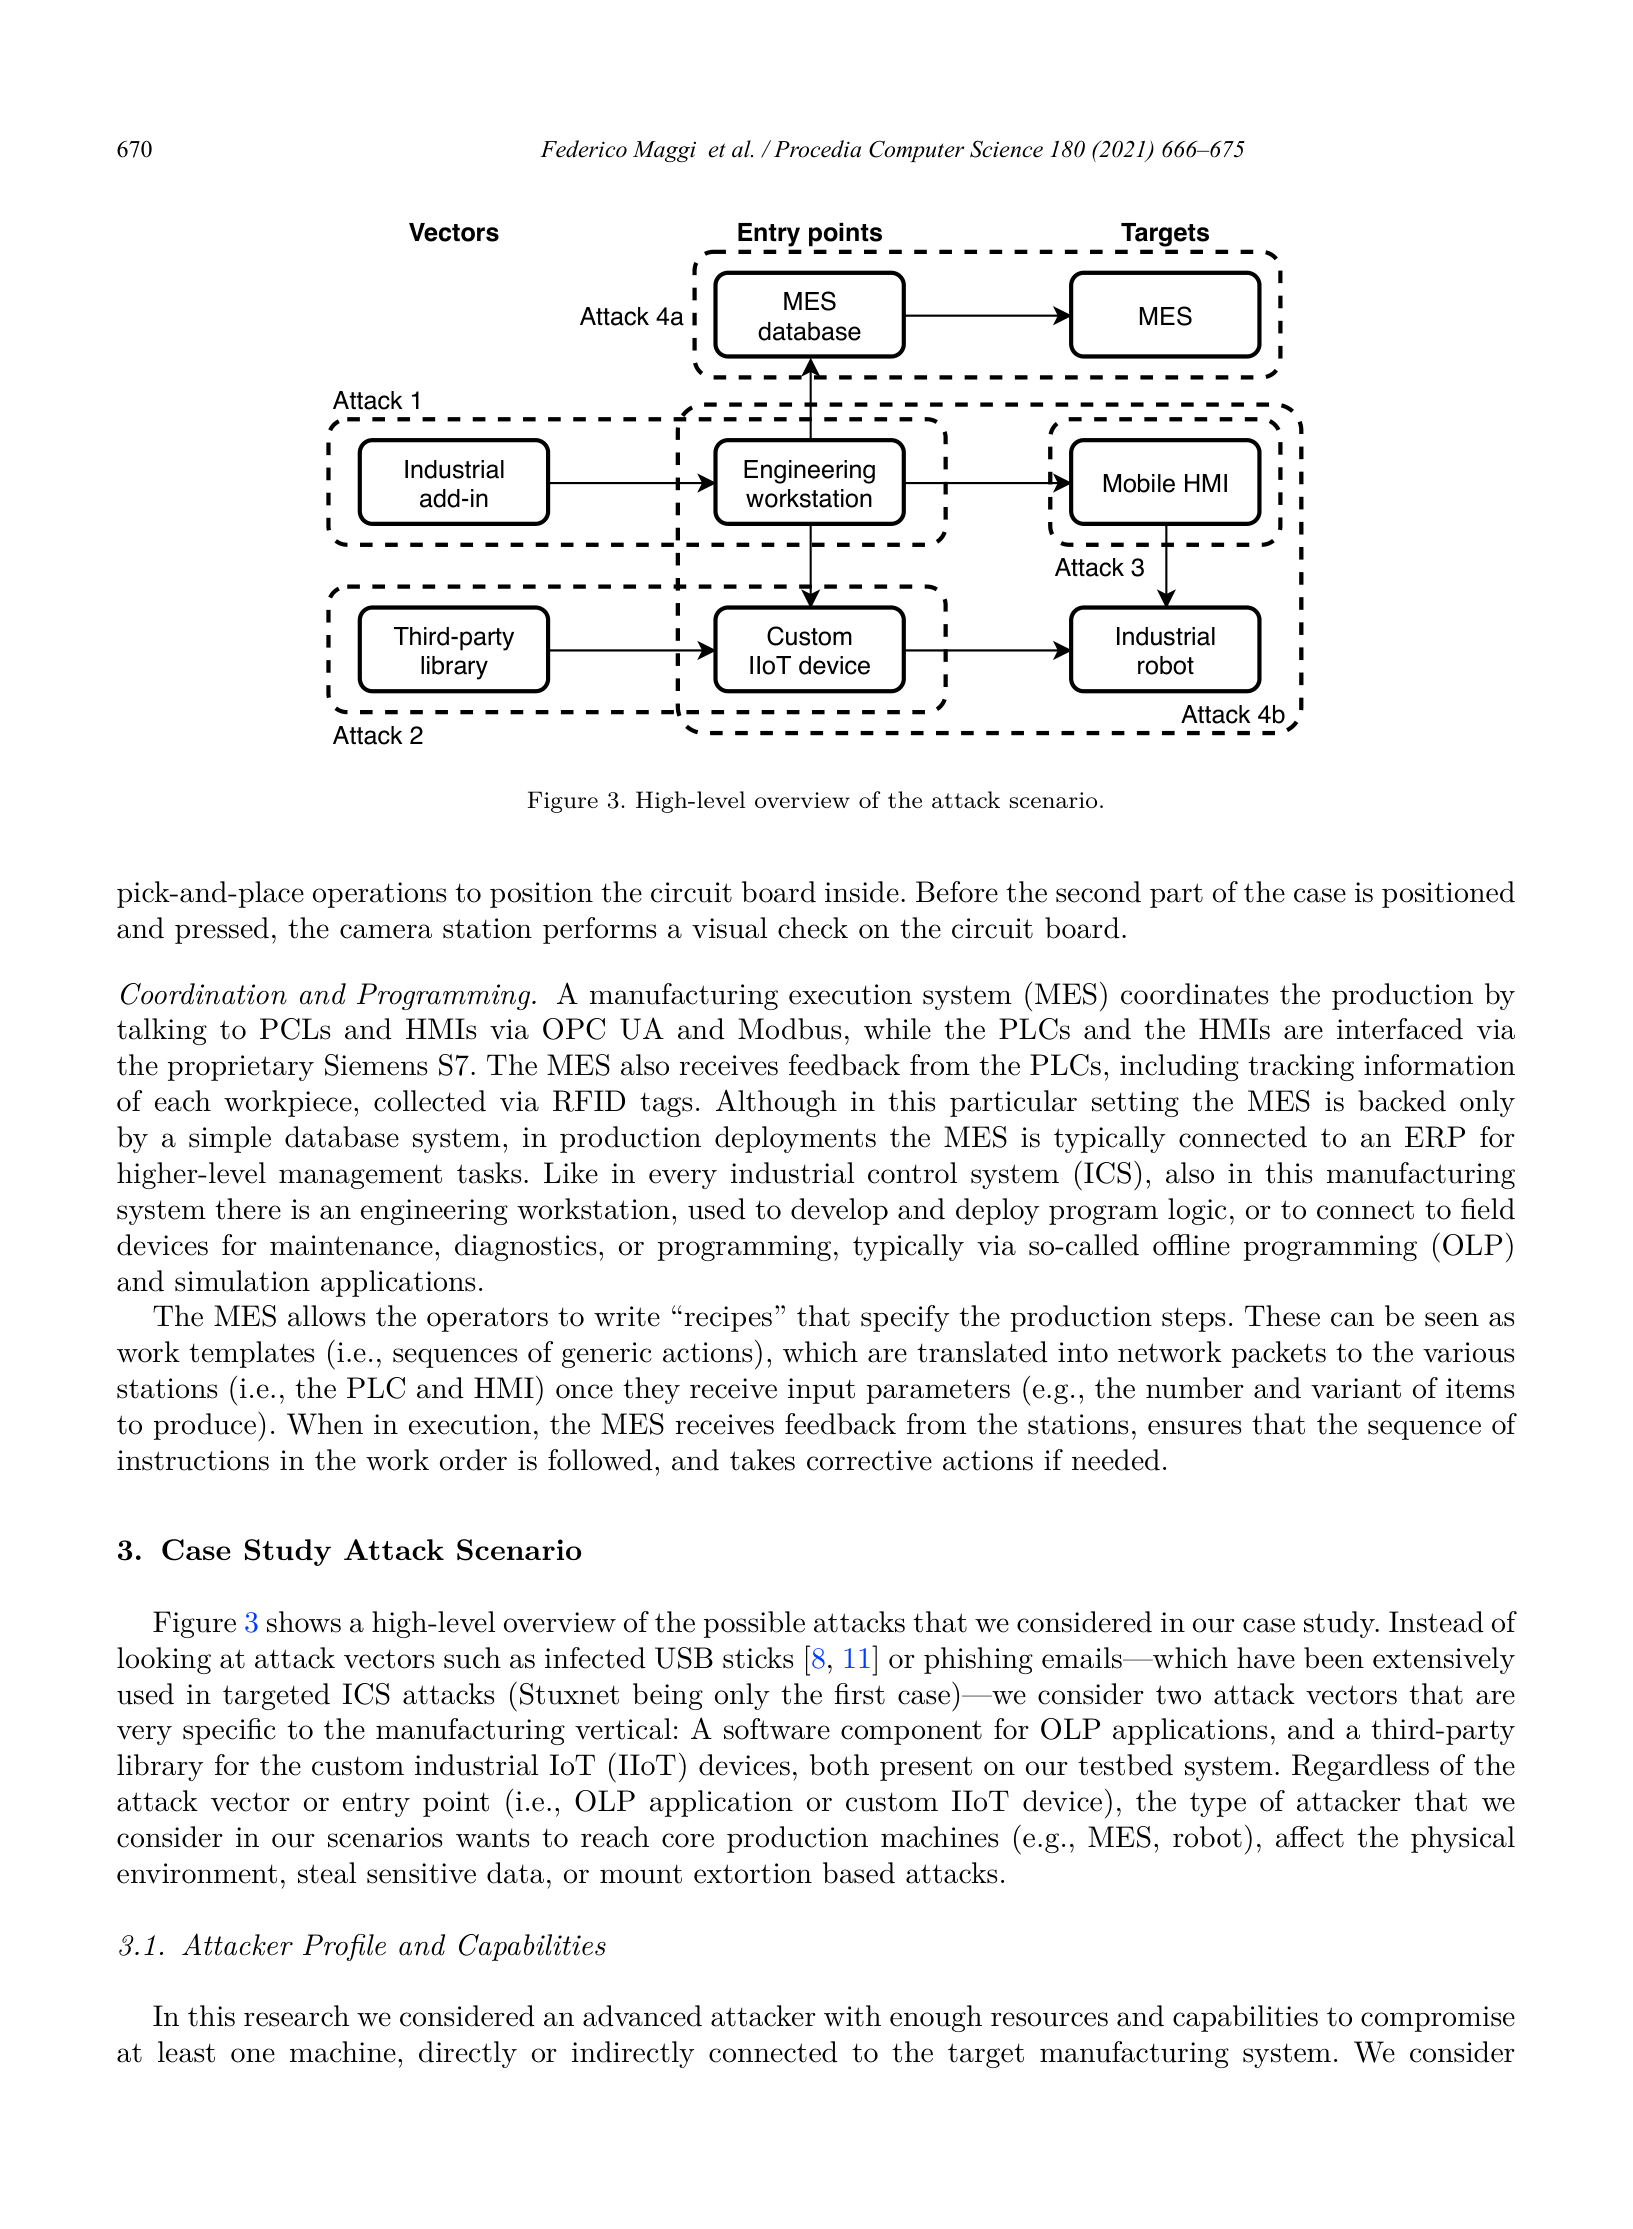 670
Federico Maggi et al. / Procedia Computer Science 180 (2021) 666–675
Vectors
Entry points
Targets
Attack 4a
MES
database
MES
Attack 1
Industrial
add-in
Engineering
workstation
Mobile HMI
Attack 3
Third-party
library
Custom
IIoT device
Industrial
robot
Attack 4b
Attack 2
Figure 3. High-level overview of the attack scenario.
pick-and-place operations to position the circuit board inside. Before the second part of the case is positioned
and pressed, the camera station performs a visual check on the circuit board.
Coordination and Programming. A manufacturing execution system (MES) coordinates the production by
talking to PCLs and HMIs via OPC UA and Modbus, while the PLCs and the HMIs are interfaced via
the proprietary Siemens S7. The MES also receives feedback from the PLCs, including tracking information
of each workpiece, collected via RFID tags. Although in this particular setting the MES is backed only
by a simple database system, in production deployments the MES is typically connected to an ERP for
higher-level management tasks. Like in every industrial control system (ICS), also in this manufacturing
system there is an engineering workstation, used to develop and deploy program logic, or to connect to field
devices for maintenance, diagnostics, or programming, typically via so-called offline programming (OLP)
and simulation applications.
The MES allows the operators to write “recipes” that specify the production steps. These can be seen as
work templates (i.e., sequences of generic actions), which are translated into network packets to the various
stations (i.e., the PLC and HMI) once they receive input parameters (e.g., the number and variant of items
to produce). When in execution, the MES receives feedback from the stations, ensures that the sequence of
instructions in the work order is followed, and takes corrective actions if needed.
3. Case Study Attack Scenario
Figure 3 shows a high-level overview of the possible attacks that we considered in our case study. Instead of
looking at attack vectors such as infected USB sticks [8, 11] or phishing emails—which have been extensively
used in targeted ICS attacks (Stuxnet being only the first case)—we consider two attack vectors that are
very specific to the manufacturing vertical: A software component for OLP applications, and a third-party
library for the custom industrial IoT (IIoT) devices, both present on our testbed system. Regardless of the
attack vector or entry point (i.e., OLP application or custom IIoT device), the type of attacker that we
consider in our scenarios wants to reach core production machines (e.g., MES, robot), affect the physical
environment, steal sensitive data, or mount extortion based attacks.
3.1. Attacker Profile and Capabilities
In this research we considered an advanced attacker with enough resources and capabilities to compromise
at least one machine, directly or indirectly connected to the target manufacturing system. We consider